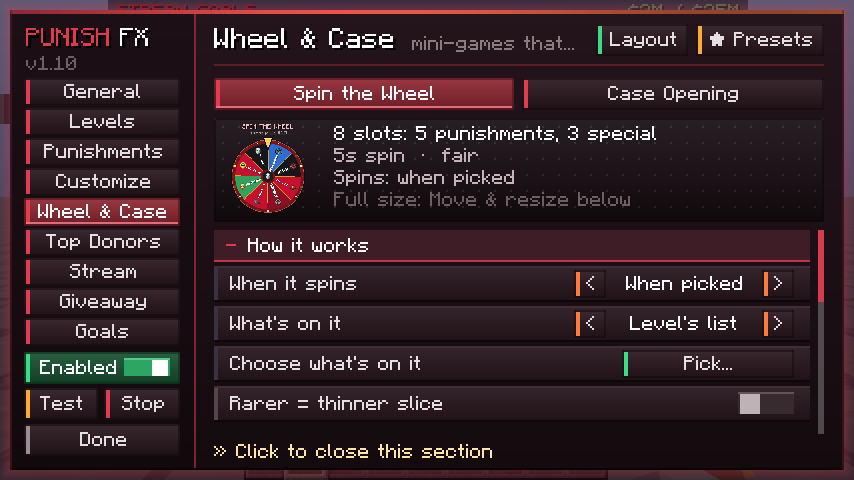 PUNISH FX
v1.10
General
Levels
Punishments
Customize
Wheel & Case
Top Donors
Stream
Giveaway
Goals
Enabled
Test
Stop
Done
Wheel & Case
mini-games that...
Layout
Presets
Spin the Wheel
Case Opening
8 slots: 5 punishments, 3 special
5s spin · fair
Spins: when picked
Full size: Move & resize below
− How it works
When it spins
< When picked >
What's on it
< Level's list >
Choose what's on it
Pick...
Rarer = thinner slice
» Click to close this section